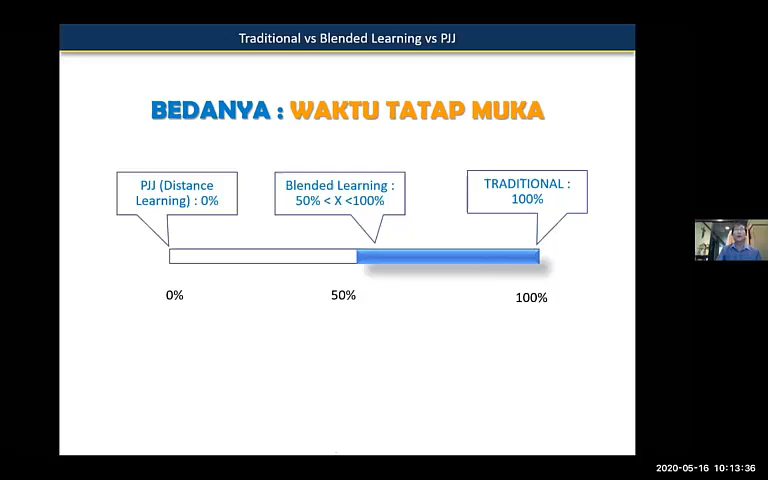 Traditional vs Blended Learning vs PJJ
BEDANYA : WAKTU TATAP MUKA
PJJ (Distance
Learning) : 0%
Blended Learning :
50% < X <100%
TRADITIONAL :
100%
0%
50%
100%
2020-05-16 10:13:36